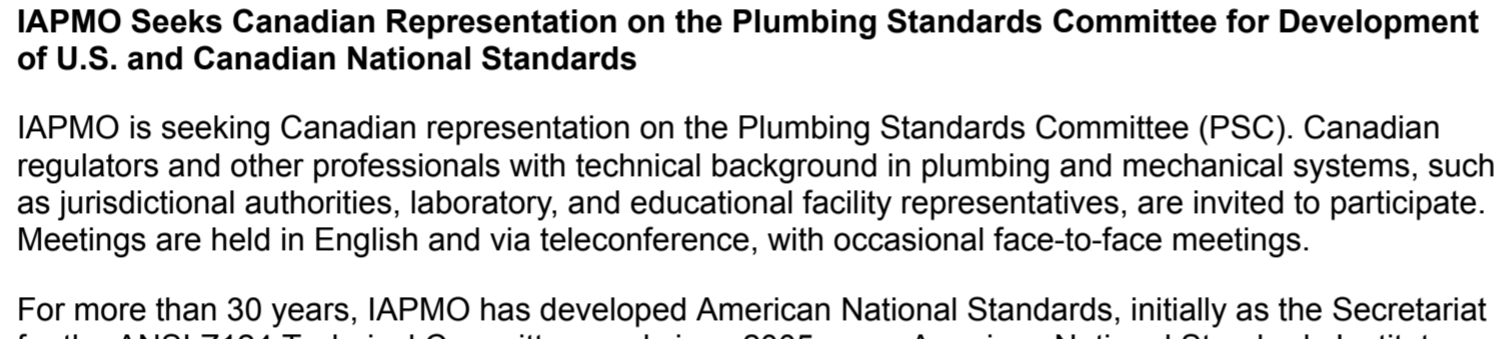 IAPMO Seeks Canadian Representation on the Plumbing Standards Committee for Development
of U.S. and Canadian National Standards
IAPMO is seeking Canadian representation on the Plumbing Standards Committee (PSC). Canadian
regulators and other professionals with technical background in plumbing and mechanical systems, such
as jurisdictional authorities, laboratory, and educational facility representatives, are invited to participate.
Meetings are held in English and via teleconference, with occasional face-to-face meetings.
For more than 30 years, IAPMO has developed American National Standards, initially as the Secretariat